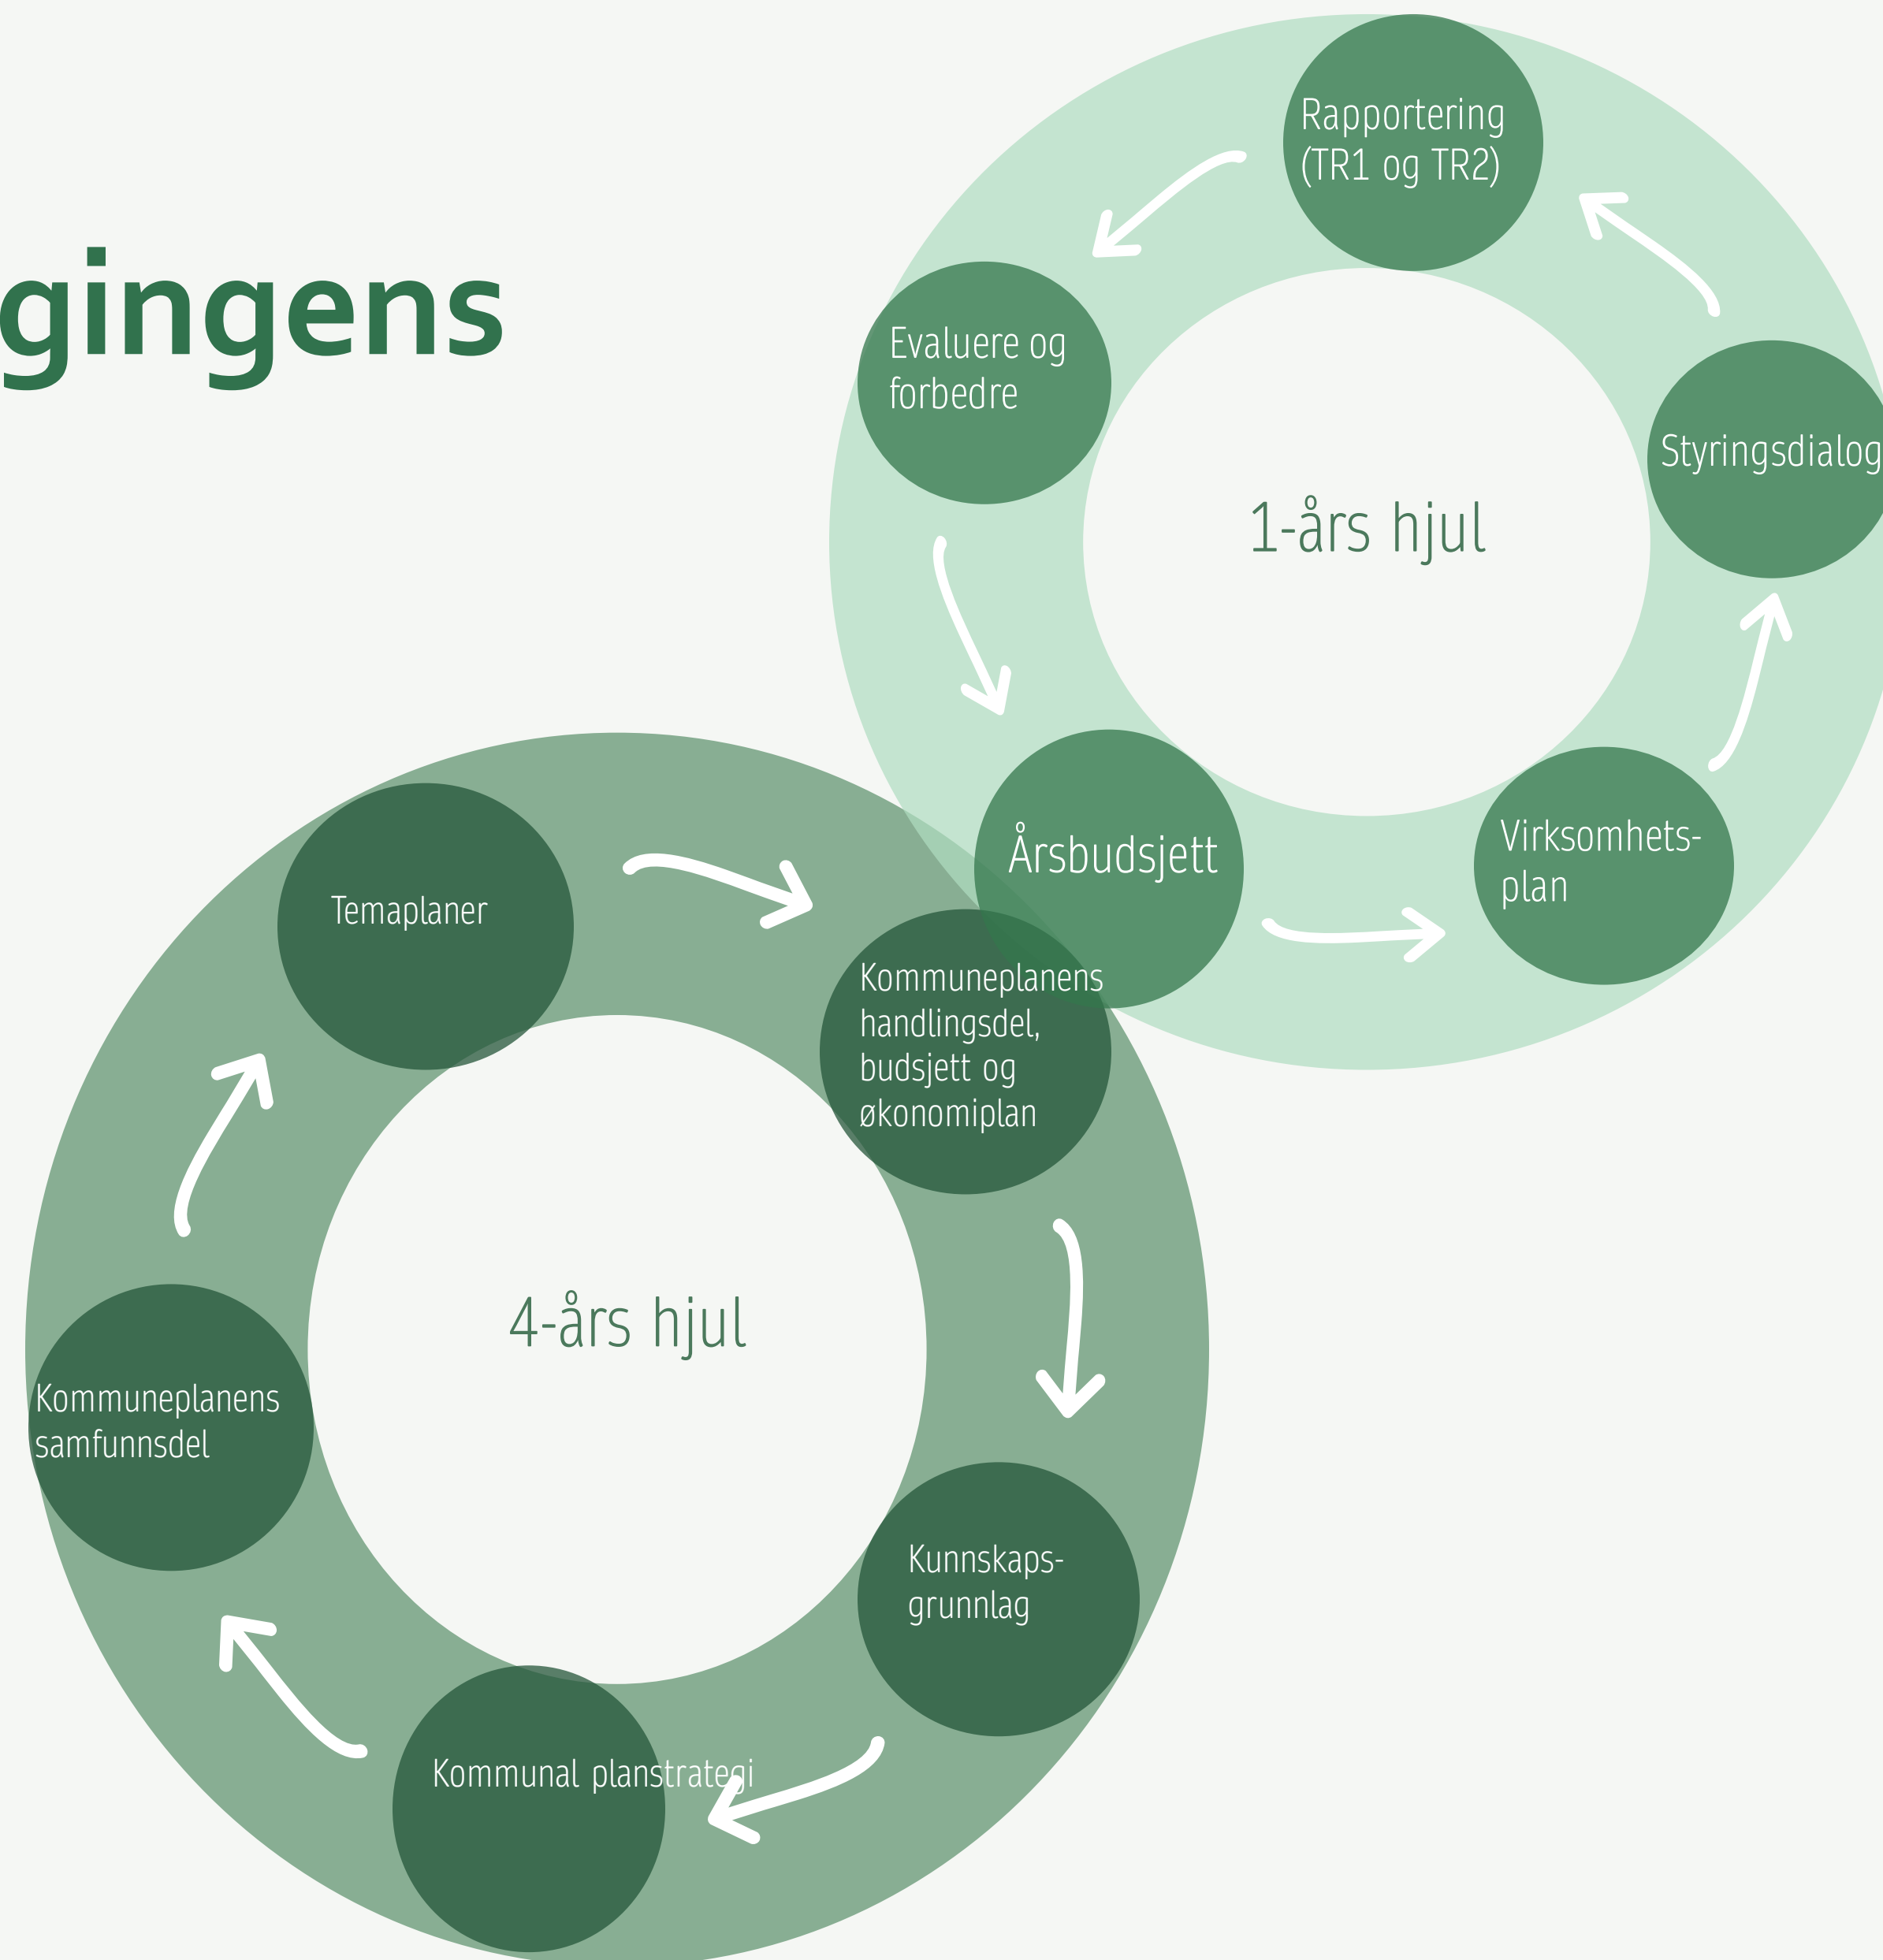 gingens
Rapportering
(TR1 og TR2)
Evaluere og
forbedre
Styringsdialog
1-års hjul
Årsbudsjett
Virksomhets-
plan
Temaplaner
Kommuneplanens
handlingsdel,
budsjett og
økonomiplan
4-års hjul
Kommuneplanens
samfunnsdel
Kunnskaps-
grunnlag
Kommunal planstrategi